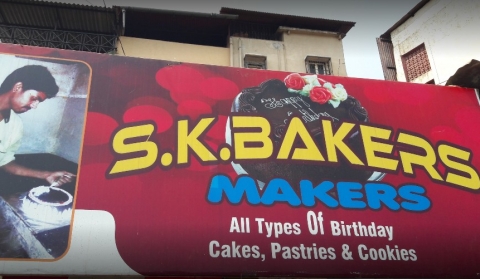 S.K.BAKERS
MAKERS
All Types Of Birthday
Cakes, Pastries & Cookies